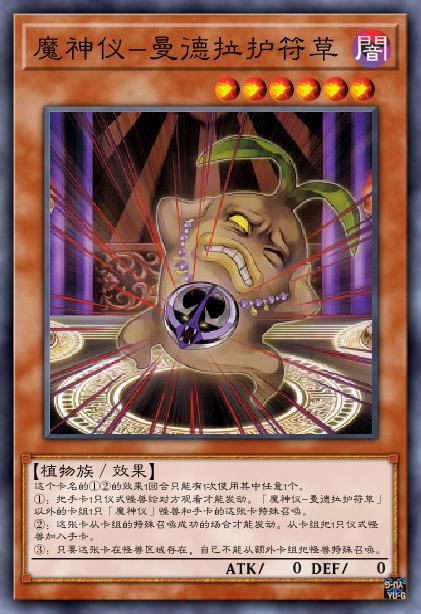 魔神仪-曼德拉护符草
闇
【植物族／效果】
这个卡名的①②的效果1回合只能有1次使用其中任意1个。
①：把手卡1只仪式怪兽给对方观看才能发动。「魔神仪-曼德拉护符草」
以外的卡组1只「魔神仪」怪兽和手卡的这张卡特殊召唤。
②：这张卡从卡组的特殊召唤成功的场合才能发动。从卡组把1只仪式怪
兽加入手卡。
③：只要这张卡在怪兽区域存在，自己不能从额外卡组把怪兽特殊召唤。
ATK/ 0 DEF/ 0